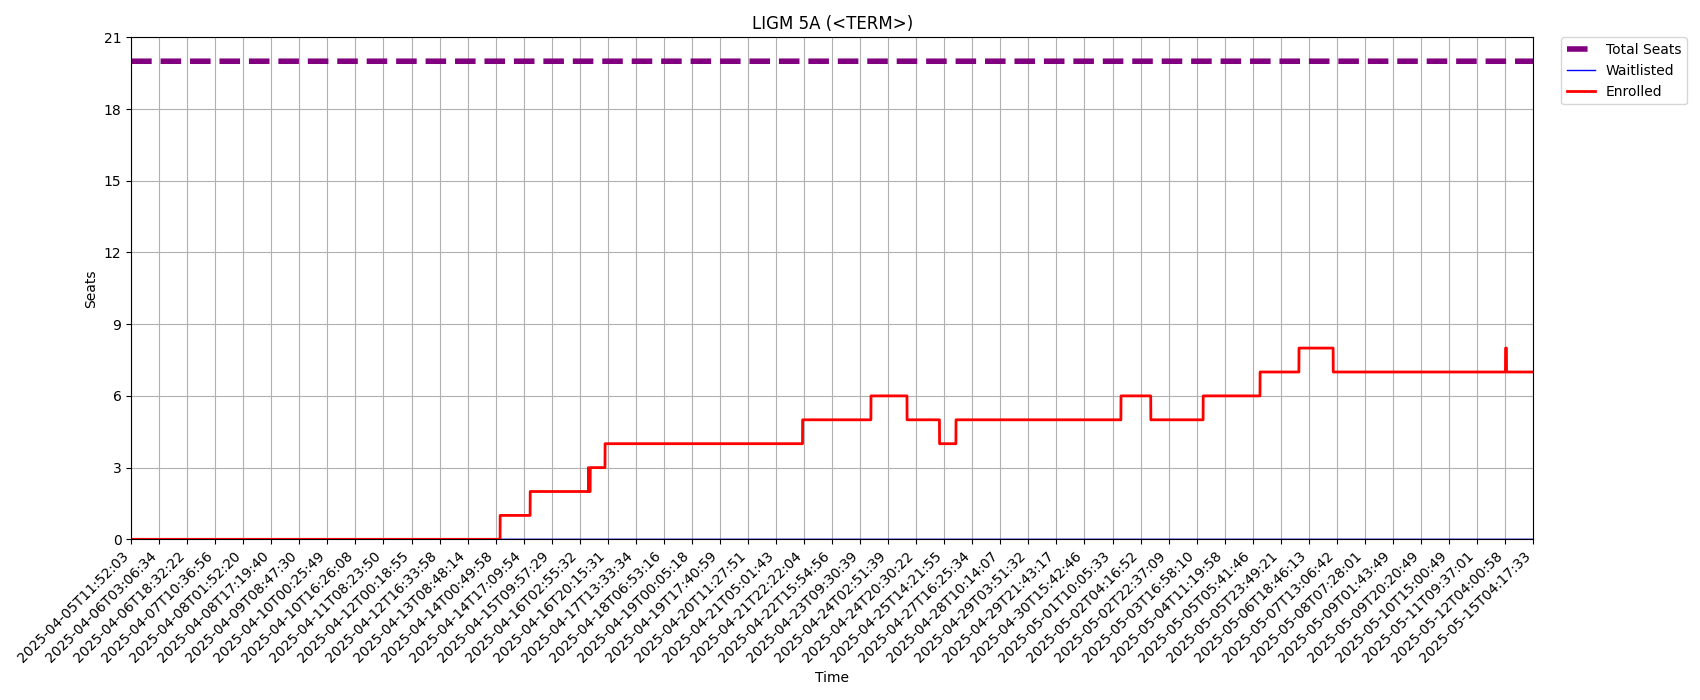 LIGM 5A (<TERM>)
Total Seats
Waitlisted
Enrolled
21
18
15
12
9
6
3
0
Seats
2025-04-05T11:52:03
2025-04-06T03:06:34
2025-04-06T18:32:22
2025-04-07T10:36:56
2025-04-08T01:52:20
2025-04-08T17:19:40
2025-04-09T08:47:30
2025-04-10T00:25:49
2025-04-10T16:26:08
2025-04-11T08:23:50
2025-04-12T00:18:55
2025-04-12T16:33:58
2025-04-13T08:48:14
2025-04-14T00:49:58
2025-04-14T17:09:54
2025-04-15T09:57:29
2025-04-16T02:55:32
2025-04-16T20:15:31
2025-04-17T13:33:34
2025-04-18T06:53:16
2025-04-19T00:05:18
2025-04-19T17:40:59
2025-04-20T11:27:51
2025-04-21T05:01:43
2025-04-21T22:22:04
2025-04-22T15:54:56
2025-04-23T09:30:39
2025-04-24T02:51:39
2025-04-24T20:30:22
2025-04-25T14:21:55
2025-04-27T16:25:34
2025-04-28T10:14:07
2025-04-29T03:51:32
2025-04-29T21:43:17
2025-04-30T15:42:46
2025-05-01T10:05:33
2025-05-02T04:16:52
2025-05-02T22:37:09
2025-05-03T16:58:10
2025-05-04T11:19:58
2025-05-05T05:41:46
2025-05-05T23:49:21
2025-05-06T18:46:13
2025-05-07T13:06:42
2025-05-08T07:28:01
2025-05-09T01:43:49
2025-05-09T20:20:49
2025-05-10T15:00:49
2025-05-11T09:37:01
2025-05-12T04:00:58
2025-05-15T04:17:33
Time